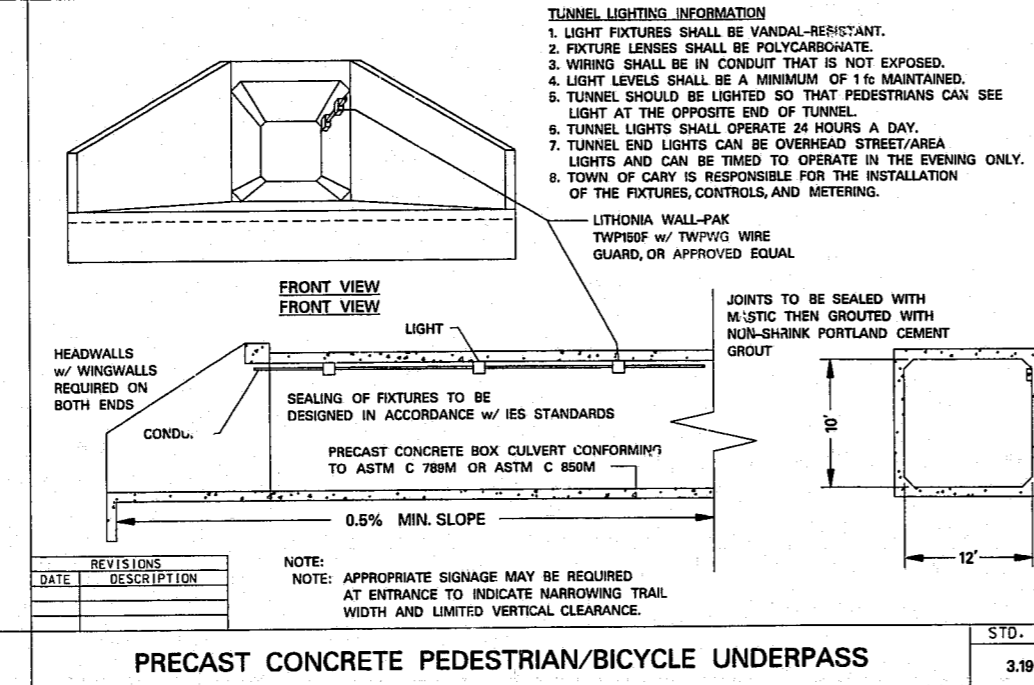 TUNNEL LIGHTING INFORMATION
1. LIGHT FIXTURES SHALL BE VANDAL-RESISTANT.
2. FIXTURE LENSES SHALL BE POLYCARBONATE.
3. WIRING SHALL BE IN CONDUIT THAT IS NOT EXPOSED.
4. LIGHT LEVELS SHALL BE A MINIMUM OF 1 fc MAINTAINED.
5. TUNNEL SHOULD BE LIGHTED SO THAT PEDESTRIANS CAN SEE
LIGHT AT THE OPPOSITE END OF TUNNEL.
6. TUNNEL LIGHTS SHALL OPERATE 24 HOURS A DAY.
7. TUNNEL END LIGHTS CAN BE OVERHEAD STREET/AREA
LIGHTS AND CAN BE TIMED TO OPERATE IN THE EVENING ONLY.
8. TOWN OF CARY IS RESPONSIBLE FOR THE INSTALLATION
OF THE FIXTURES, CONTROLS, AND METERING.
LITHONIA WALL-PAK
TWP150F w/ TWPWG WIRE
GUARD, OR APPROVED EQUAL
FRONT VIEW
FRONT VIEW
JOINTS TO BE SEALED WITH
MASTIC THEN GROUTED WITH
NON-SHRINK PORTLAND CEMENT
GROUT
LIGHT
HEADWALLS
w/ WINGWALLS
REQUIRED ON
BOTH ENDS
SEALING OF FIXTURES TO BE
DESIGNED IN ACCORDANCE w/ IES STANDARDS
CONDU
PRECAST CONCRETE BOX CULVERT CONFORMING
TO ASTM C 789M OR ASTM C 850M
10'
0.5% MIN. SLOPE
12'
REVISIONS
DATE DESCRIPTION
NOTE:
NOTE: APPROPRIATE SIGNAGE MAY BE REQUIRED
AT ENTRANCE TO INDICATE NARROWING TRAIL
WIDTH AND LIMITED VERTICAL CLEARANCE.
PRECAST CONCRETE PEDESTRIAN/BICYCLE UNDERPASS
STD.
3.19